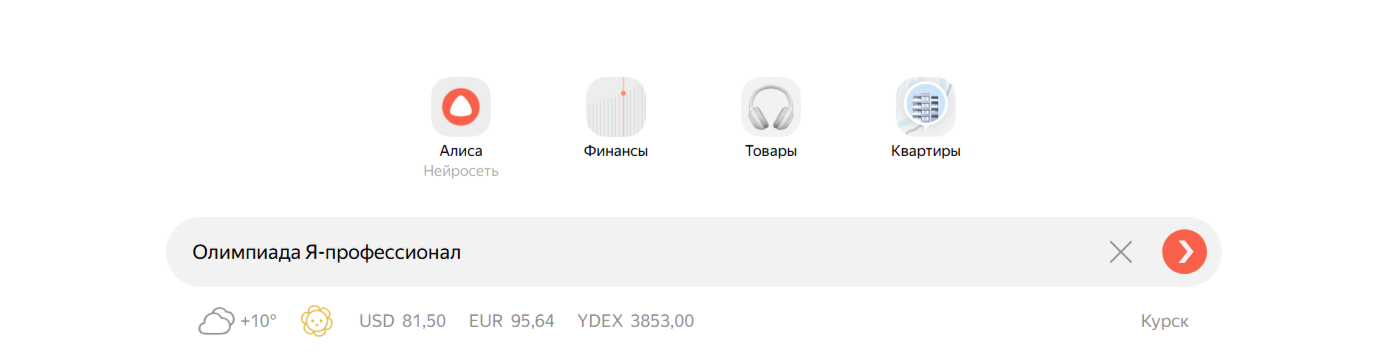 Алиса Финансы Товары Квартиры
Нейросеть
Олимпиада Я-профессионал
+10° USD 81,50 EUR 95,64 YDEX 3853,00 Курск